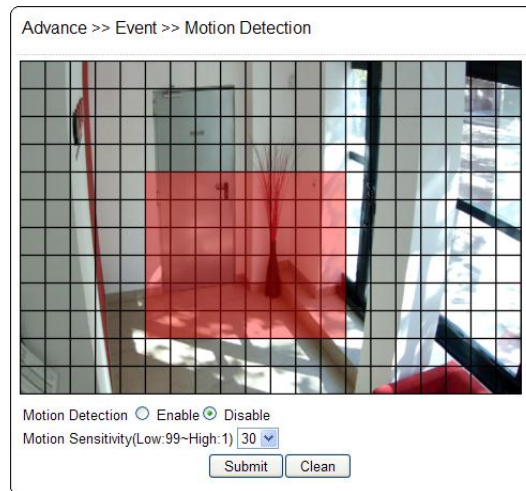 Advance >> Event >> Motion Detection
Motion Detection Enable Disable
Motion Sensitivity(Low:99~High:1) 30
Submit Clean